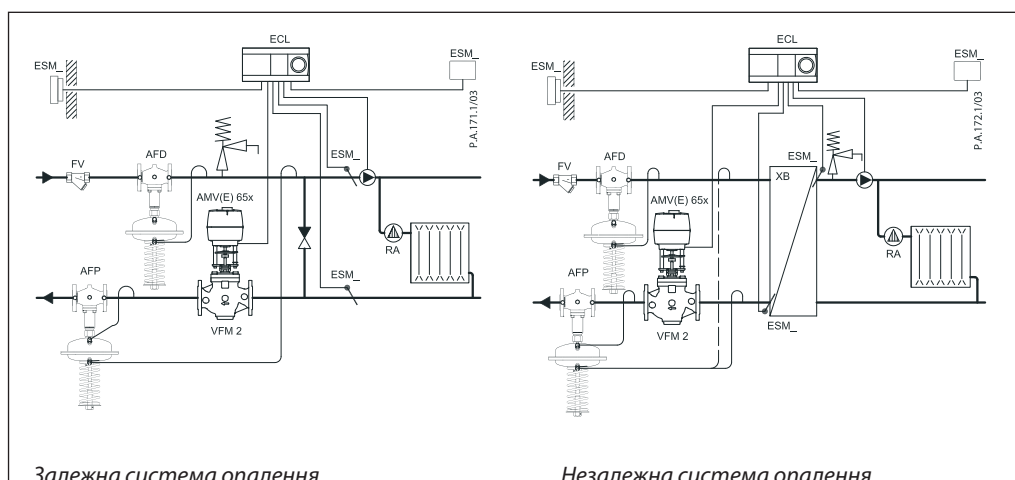 ECL
ESM_
ESM_
P.A.171.1/03
FV
AFD
ESM_
AMV(E) 65x
RA
AFP
ESM_
VFM 2
ECL
ESM_
ESM_
P.A.172.1/03
FV
AFD
ESM_
XB
AMV(E) 65x
RA
AFP
ESM_
VFM 2
Залежна система опалення
Незалежна система опалення